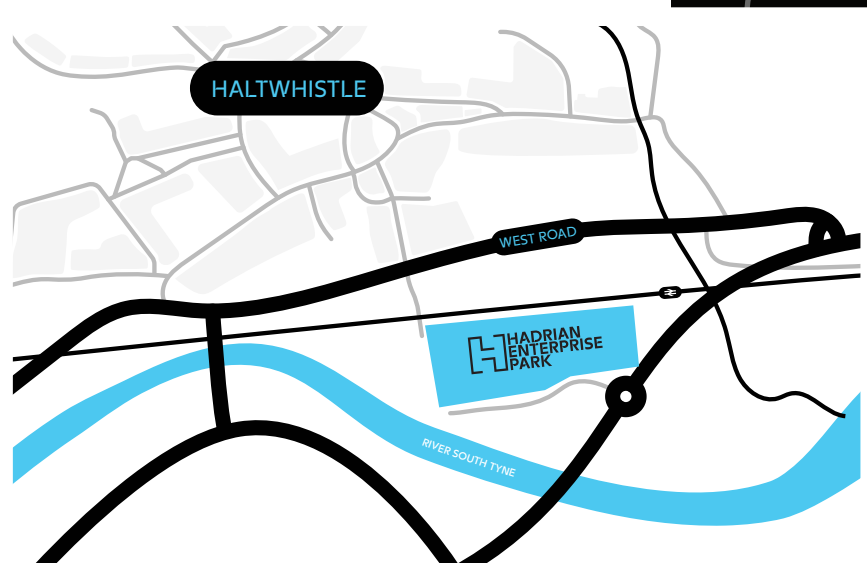 HALTWHISTLE
WEST ROAD
HADRIAN
ENTERPRISE
PARK
RIVER SOUTH TYNE